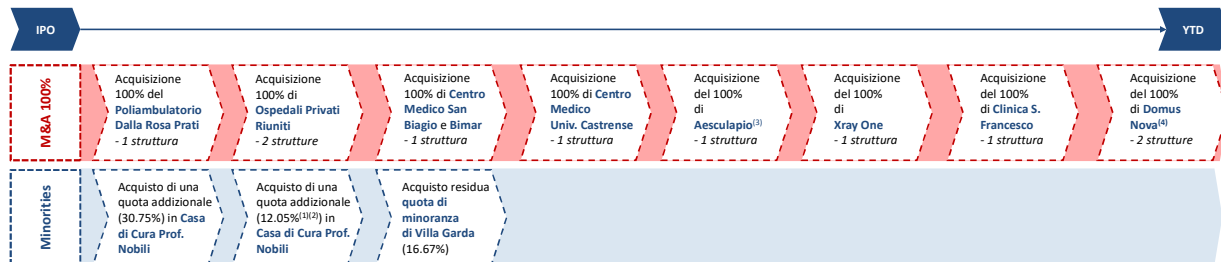 IPO
YTD
M&A 100%
Acquisizione
100% del
Poliambulatorio
Dalla Rosa Prati
- 1 struttura
Acquisizione
100% di
Ospedali Privati
Riuniti
- 2 strutture
Acquisizione
100% di Centro
Medico San
Biagio e Bimar
- 1 struttura
Acquisizione
100% di Centro
Medico
Univ. Castrense
- 1 struttura
Acquisizione
del 100%
di
Aesculapio(3)
- 1 struttura
Acquisizione
del 100%
di
Xray One
- 1 struttura
Acquisizione
del 100%
di Clinica S.
Francesco
- 1 struttura
Acquisizione
del 100%
di Domus
Nova(4)
- 2 strutture
Minorities
Acquisto di una
quota addizionale
(30.75%) in Casa
di Cura Prof.
Nobili
Acquisto di una
quota addizionale
(12.05%(1)(2)) in
Casa di Cura Prof.
Nobili
Acquisto residua
quota di
minoranza
di Villa Garda
(16.67%)